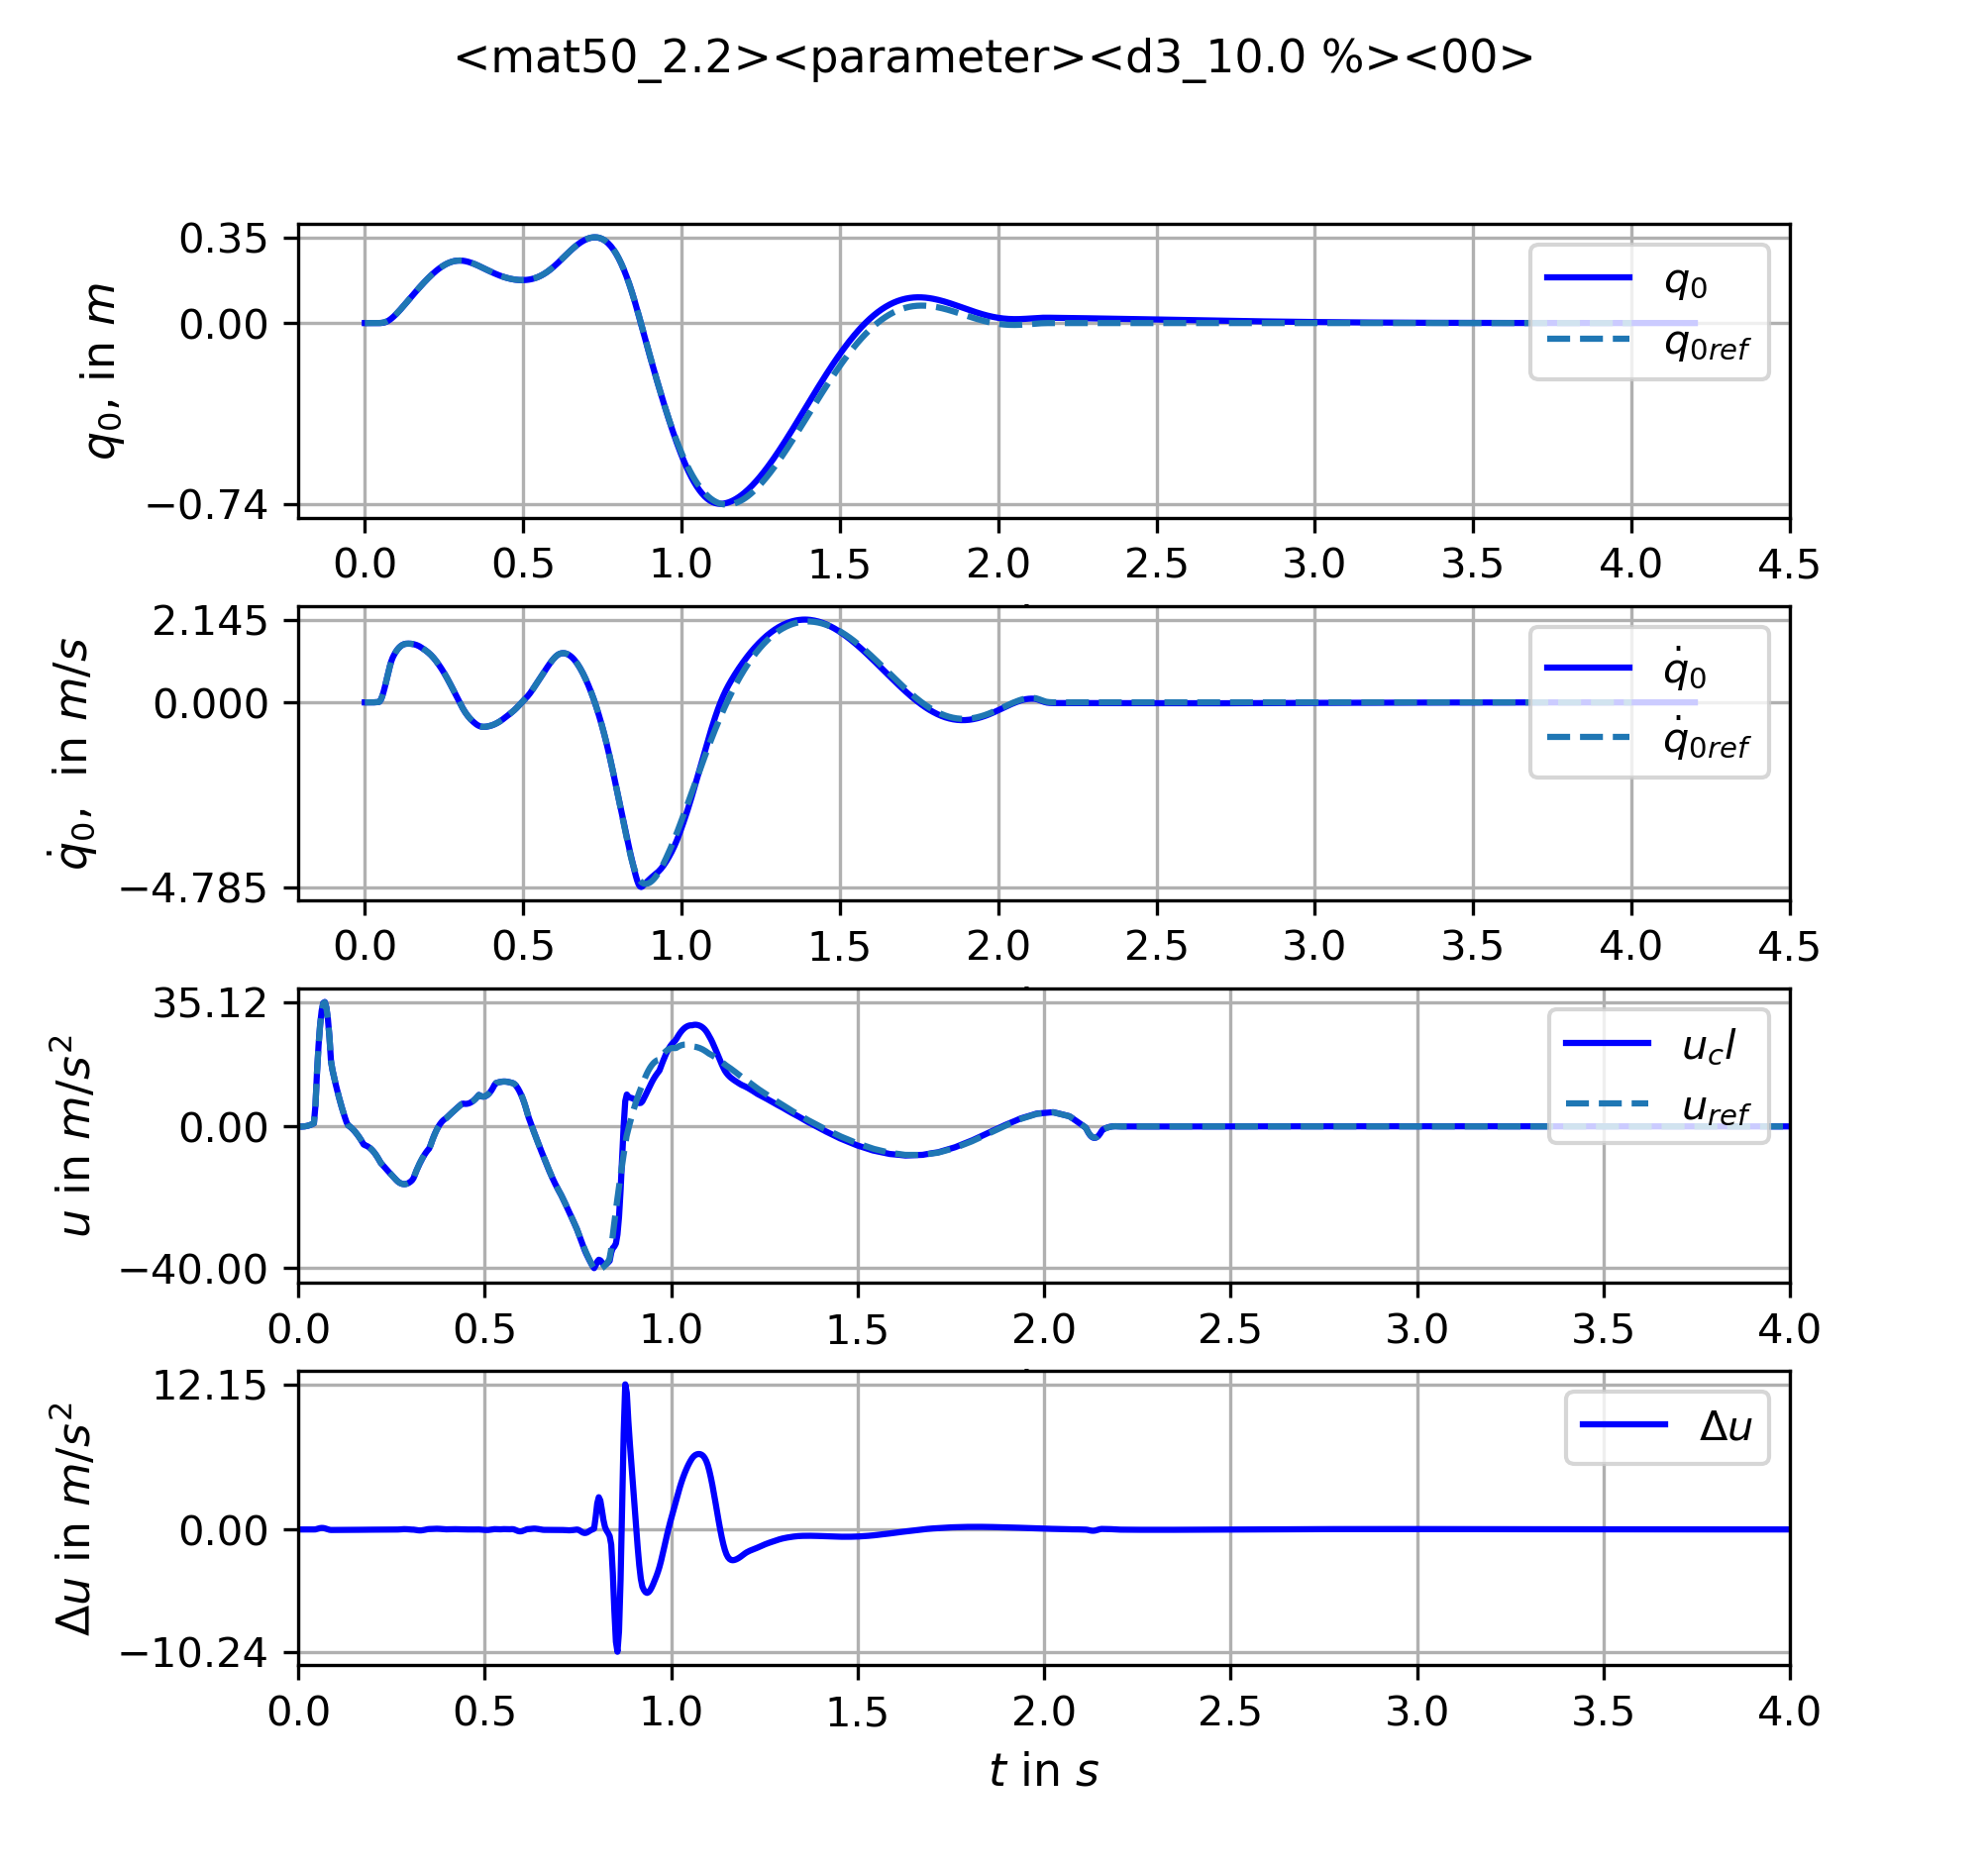 <mat50_2.2><parameter><d3_10.0 %><00>
q₀, in m
0.35
0.00
−0.74
q₀
q₀ref
0.0 0.5 1.0 1.5 2.0 2.5 3.0 3.5 4.0 4.5
q̇₀, in m/s
2.145
0.000
−4.785
q̇₀
q̇₀ref
0.0 0.5 1.0 1.5 2.0 2.5 3.0 3.5 4.0 4.5
u in m/s²
35.12
0.00
−40.00
u_cl
u_ref
0.0 0.5 1.0 1.5 2.0 2.5 3.0 3.5 4.0
Δu in m/s²
12.15
0.00
−10.24
Δu
0.0 0.5 1.0 1.5 2.0 2.5 3.0 3.5 4.0
t in s